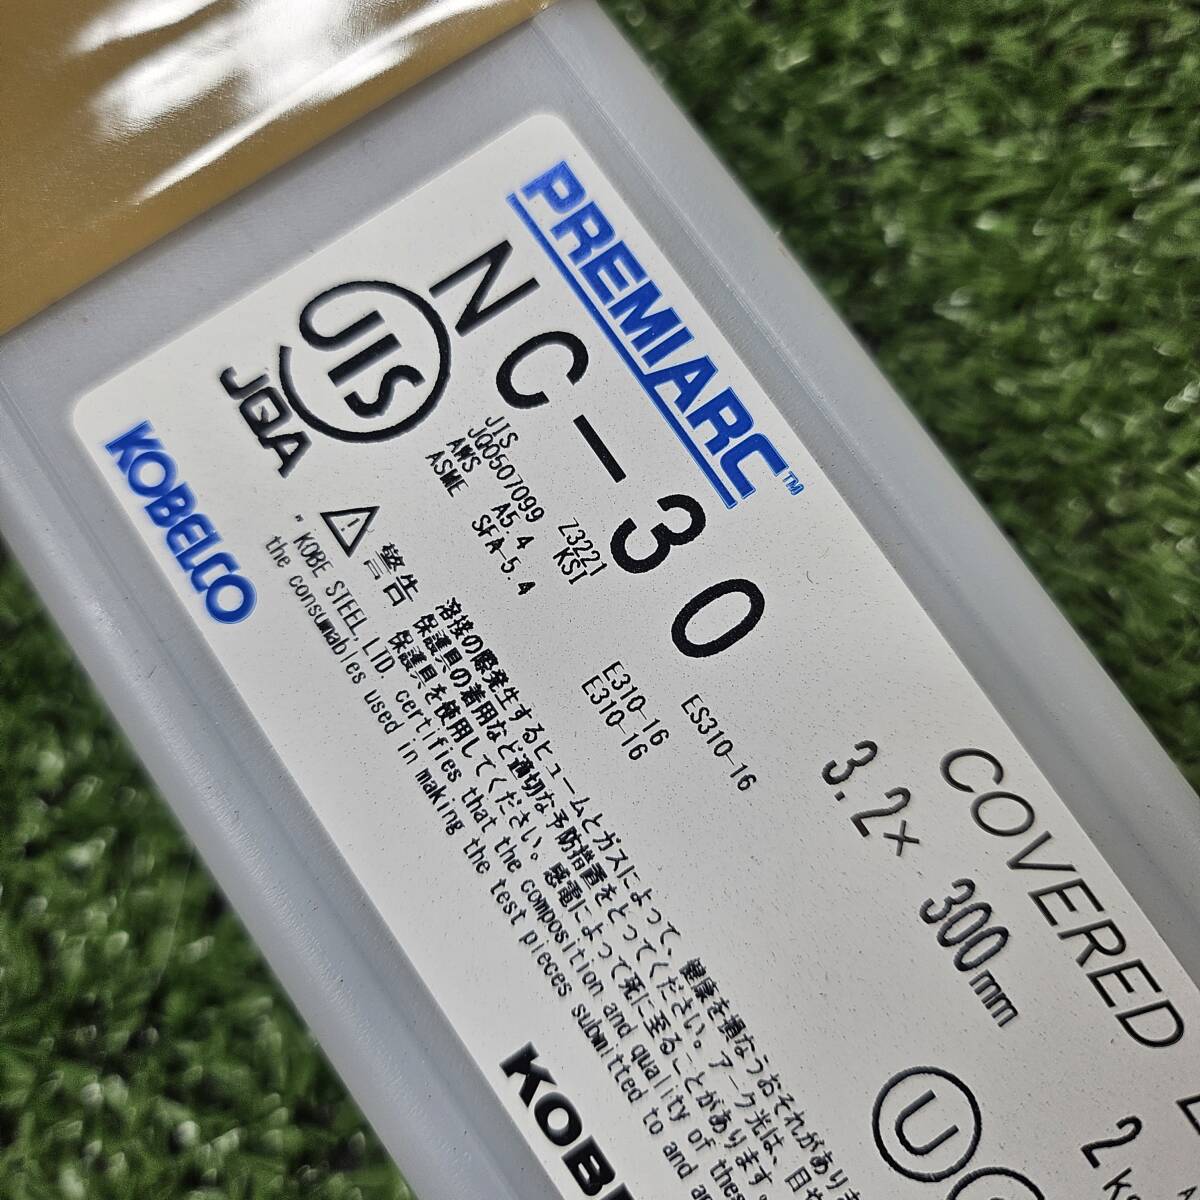 PREMIARC™
NC-30
COVERED
3.2× 300mm
2
JIS
JQA
JIS Z3221 ES310-16
JQ0507099 KSI
AWS A5.4 E310-16
ASME SFA-5.4 E310-16
警告
溶接の際発生するヒュームとガスによって、健康を損なうおそれがあります
保護具の着用など適切な予防措置をとってください。アーク光は、目や
保護具を使用してください。感電によって死に至ることがあります。
"KOBE STEEL, LTD. certifies that the composition and quality of these
the consumables used in making the test pieces submitted to and
KOBELCO
U